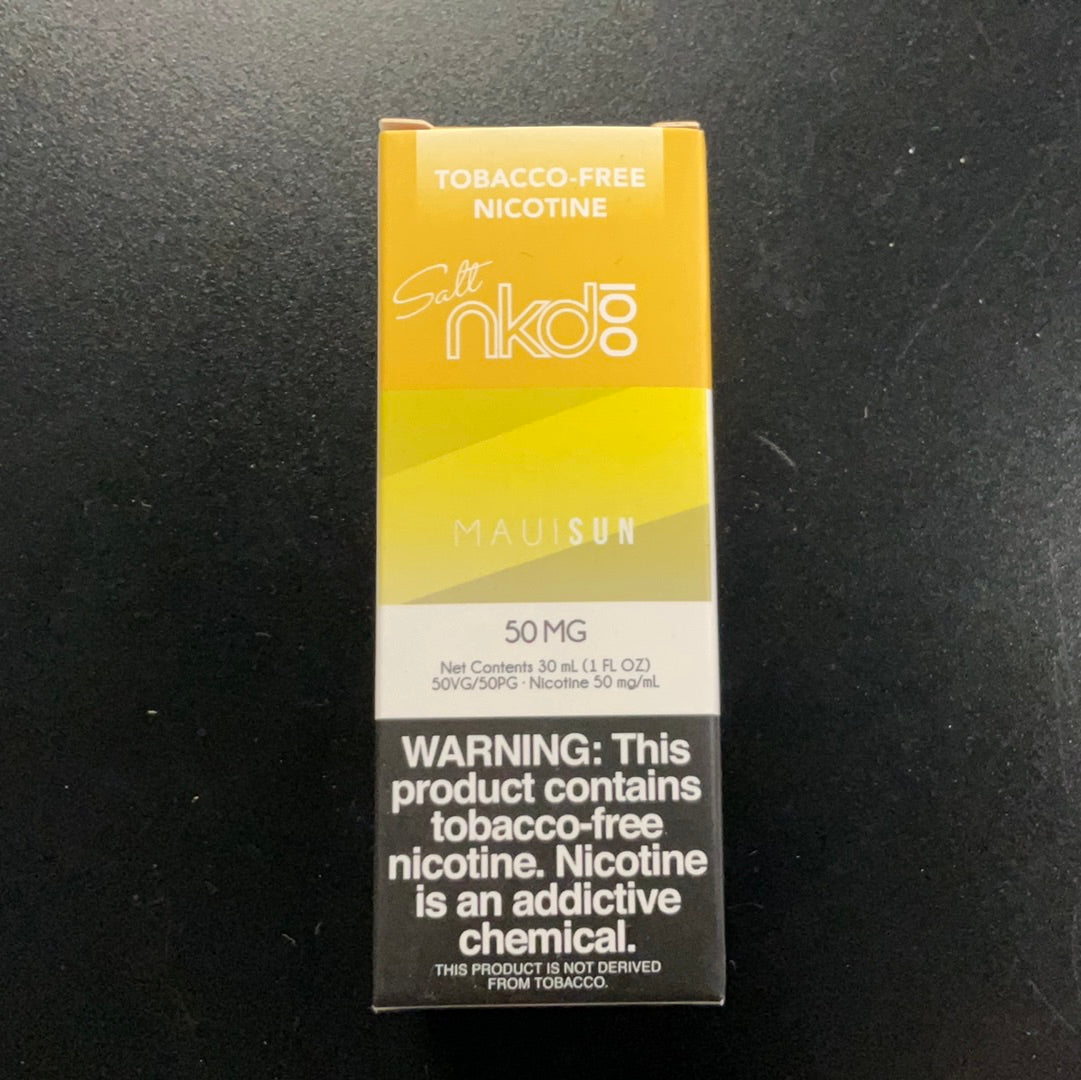 TOBACCO-FREE
NICOTINE
Salt
nkd 100
MAUI SUN
50 MG
Net Contents 30 mL (1 FL OZ)
50VG/50PG · Nicotine 50 mg/mL
WARNING: This
product contains
tobacco-free
nicotine. Nicotine
is an addictive
chemical.
THIS PRODUCT IS NOT DERIVED
FROM TOBACCO.